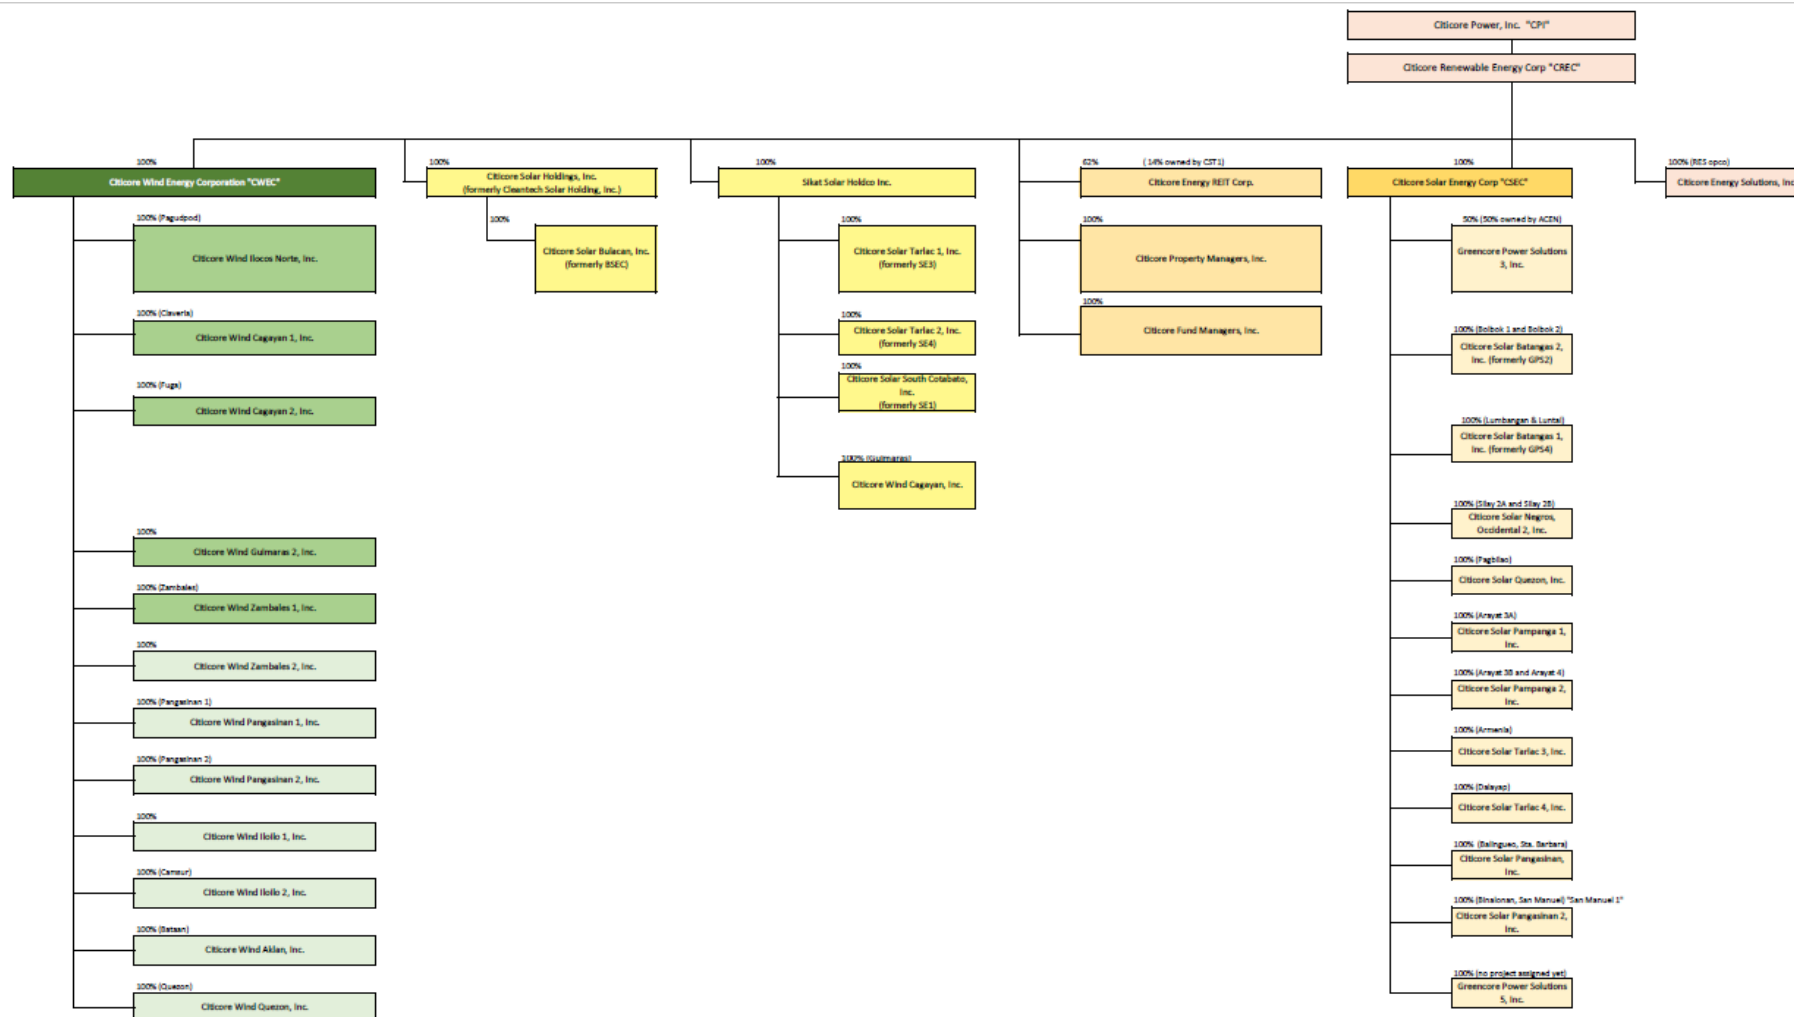 Citicore Power, Inc. "CPI"
Citicore Renewable Energy Corp "CREC"
100%
Citicore Wind Energy Corporation "CWEC"
100% (Pagudpod)
Citicore Wind Ilocos Norte, Inc.
100% (Claveria)
Citicore Wind Cagayan 1, Inc.
100% (Fuga)
Citicore Wind Cagayan 2, Inc.
100%
Citicore Wind Guimaras 2, Inc.
100% (Zambales)
Citicore Wind Zambales 1, Inc.
100%
Citicore Wind Zambales 2, Inc.
100% (Pangasinan 1)
Citicore Wind Pangasinan 1, Inc.
100% (Pangasinan 2)
Citicore Wind Pangasinan 2, Inc.
100%
Citicore Wind Iloilo 1, Inc.
100% (Camsur)
Citicore Wind Iloilo 2, Inc.
100% (Bataan)
Citicore Wind Aklan, Inc.
100% (Quezon)
Citicore Wind Quezon, Inc.
100%
Citicore Solar Holdings, Inc.
(formerly Cleantech Solar Holding, Inc.)
100%
Citicore Solar Bulacan, Inc.
(formerly BSEC)
100%
Sikat Solar Holdco Inc.
100%
Citicore Solar Tarlac 1, Inc.
(formerly SE3)
100%
Citicore Solar Tarlac 2, Inc.
(formerly SE4)
100%
Citicore Solar South Cotabato,
Inc.
(formerly SE1)
100% (Guimaras)
Citicore Wind Cagayan, Inc.
62% (14% owned by CST1)
Citicore Energy REIT Corp.
100%
Citicore Property Managers, Inc.
100%
Citicore Fund Managers, Inc.
100%
Citicore Solar Energy Corp "CSEC"
50% (50% owned by ACEN)
Greencore Power Solutions
3, Inc.
100% (Bolbok 1 and Bolbok 2)
Citicore Solar Batangas 2,
Inc. (formerly GPS2)
100% (Lumbangan & Luntal)
Citicore Solar Batangas 1,
Inc. (formerly GPS4)
100% (Silay 2A and Silay 2B)
Citicore Solar Negros,
Occidental 2, Inc.
100% (Pagbilao)
Citicore Solar Quezon, Inc.
100% (Arayat 3A)
Citicore Solar Pampanga 1,
Inc.
100% (Arayat 3B and Arayat 4)
Citicore Solar Pampanga 2,
Inc.
100% (Armenia)
Citicore Solar Tarlac 3, Inc.
100% (Dalayap)
Citicore Solar Tarlac 4, Inc.
100% (Balingueo, Sta. Barbara)
Citicore Solar Pangasinan,
Inc.
100% (Binalonan, San Manuel) "San Manuel 1"
Citicore Solar Pangasinan 2,
Inc.
100% (no project assigned yet)
Greencore Power Solutions
5, Inc.
100% (RES opco)
Citicore Energy Solutions, Inc